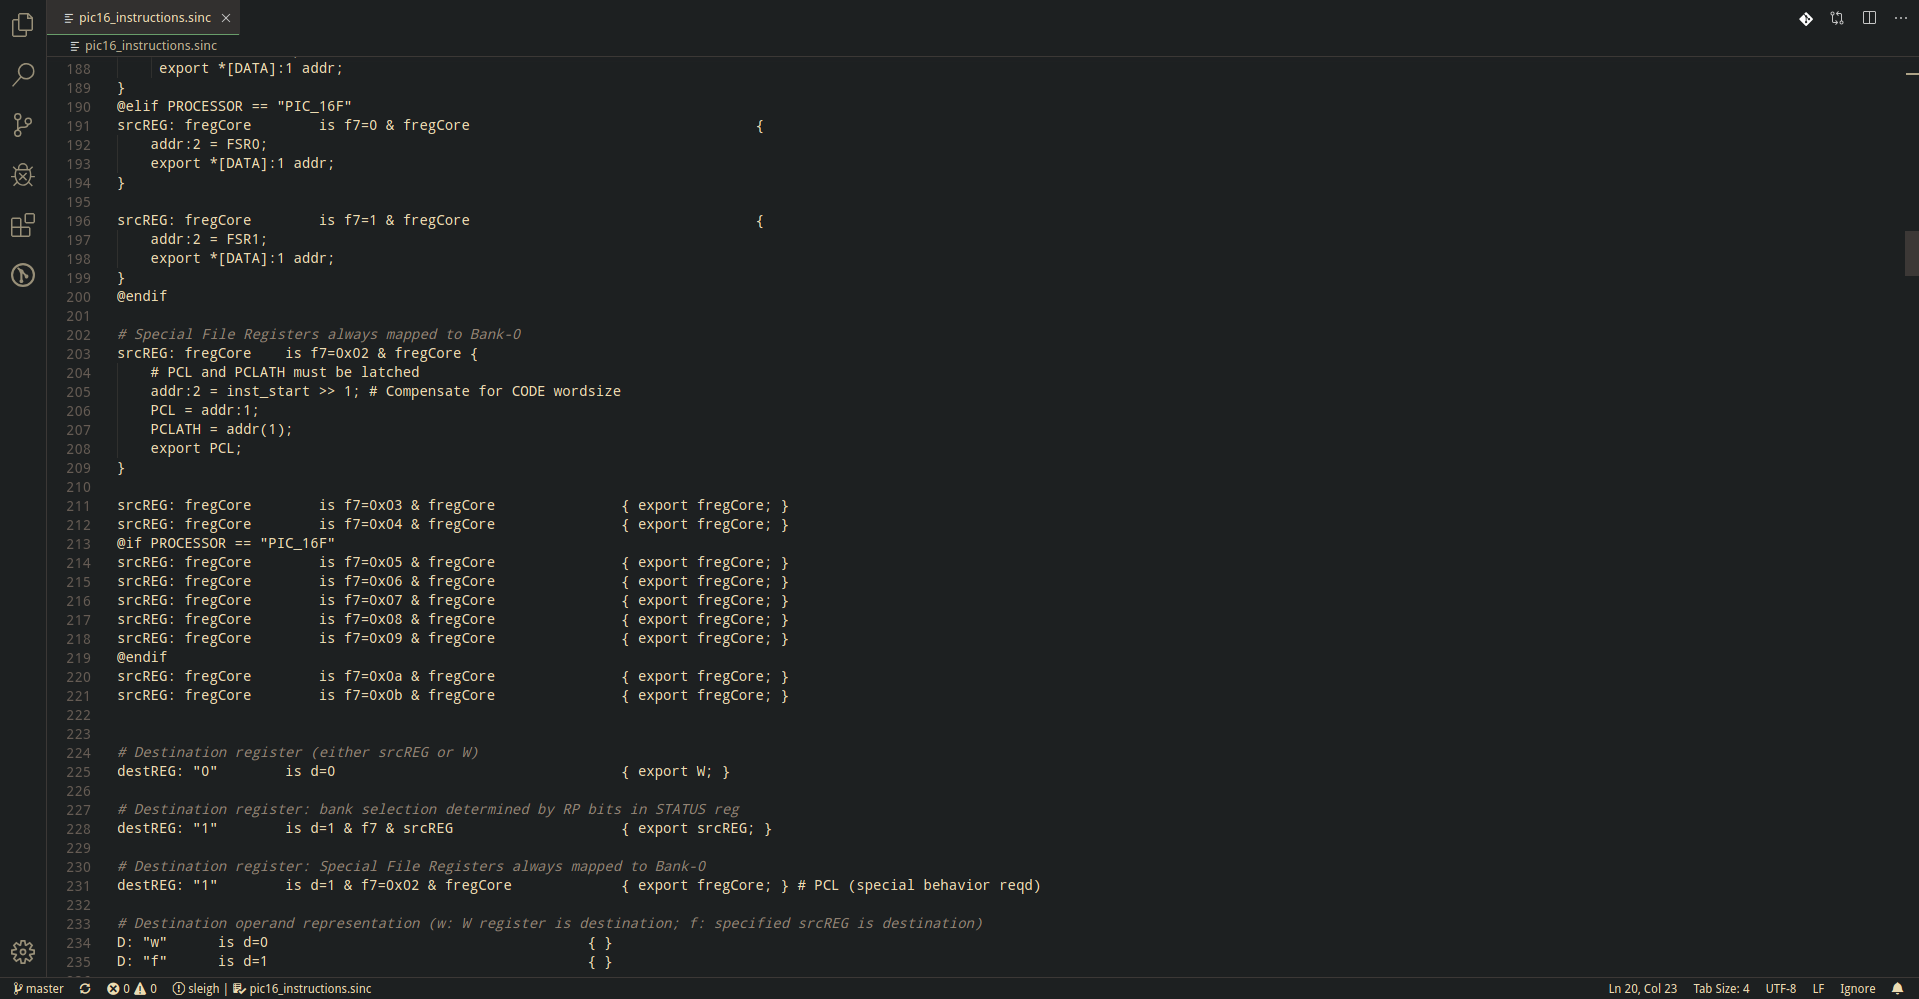 pic16_instructions.sinc ×
pic16_instructions.sinc
188 export *[DATA]:1 addr;
189 }
190 @elif PROCESSOR == "PIC_16F"
191 srcREG: fregCore is f7=0 & fregCore {
192 addr:2 = FSR0;
193 export *[DATA]:1 addr;
194 }
195
196 srcREG: fregCore is f7=1 & fregCore {
197 addr:2 = FSR1;
198 export *[DATA]:1 addr;
199 }
200 @endif
201
202 # Special File Registers always mapped to Bank-0
203 srcREG: fregCore is f7=0x02 & fregCore {
204 # PCL and PCLATH must be latched
205 addr:2 = inst_start >> 1; # Compensate for CODE wordsize
206 PCL = addr:1;
207 PCLATH = addr(1);
208 export PCL;
209 }
210
211 srcREG: fregCore is f7=0x03 & fregCore { export fregCore; }
212 srcREG: fregCore is f7=0x04 & fregCore { export fregCore; }
213 @if PROCESSOR == "PIC_16F"
214 srcREG: fregCore is f7=0x05 & fregCore { export fregCore; }
215 srcREG: fregCore is f7=0x06 & fregCore { export fregCore; }
216 srcREG: fregCore is f7=0x07 & fregCore { export fregCore; }
217 srcREG: fregCore is f7=0x08 & fregCore { export fregCore; }
218 srcREG: fregCore is f7=0x09 & fregCore { export fregCore; }
219 @endif
220 srcREG: fregCore is f7=0x0a & fregCore { export fregCore; }
221 srcREG: fregCore is f7=0x0b & fregCore { export fregCore; }
222
223
224 # Destination register (either srcREG or W)
225 destREG: "0" is d=0 { export W; }
226
227 # Destination register: bank selection determined by RP bits in STATUS reg
228 destREG: "1" is d=1 & f7 & srcREG { export srcREG; }
229
230 # Destination register: Special File Registers always mapped to Bank-0
231 destREG: "1" is d=1 & f7=0x02 & fregCore { export fregCore; } # PCL (special behavior reqd)
232
233 # Destination operand representation (w: W register is destination; f: specified srcREG is destination)
234 D: "w" is d=0 { }
235 D: "f" is d=1 { }
master 0 0 sleigh | pic16_instructions.sinc Ln 20, Col 23 Tab Size: 4 UTF-8 LF Ignore